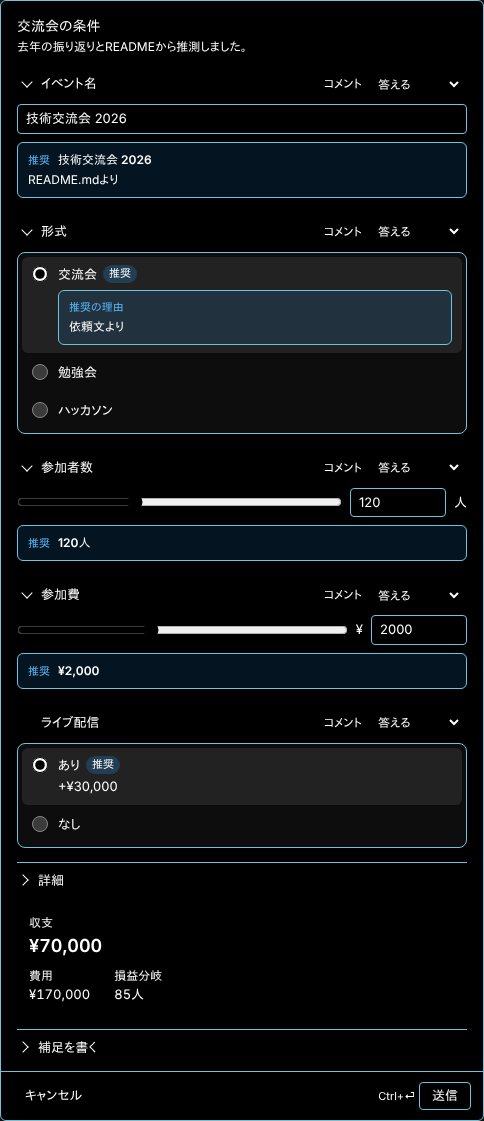 交流会の条件
去年の振り返りとREADMEから推測しました。
イベント名 コメント 答える
技術交流会 2026
推奨 技術交流会 2026
README.mdより
形式 コメント 答える
交流会 推奨
推奨の理由
依頼文より
勉強会
ハッカソン
参加者数 コメント 答える
120 人
推奨 120人
参加費 コメント 答える
¥ 2000
推奨 ¥2,000
ライブ配信 コメント 答える
あり 推奨
+¥30,000
なし
詳細
収支
¥70,000
費用 損益分岐
¥170,000 85人
補足を書く
キャンセル Ctrl+⏎ 送信